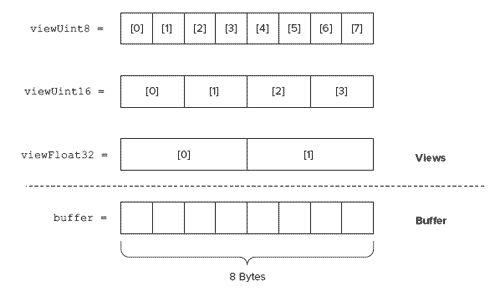 viewUint8 = [0] [1] [2] [3] [4] [5] [6] [7]
viewUint16 = [0] [1] [2] [3]
viewFloat32 = [0] [1] Views
buffer = Buffer
8 Bytes